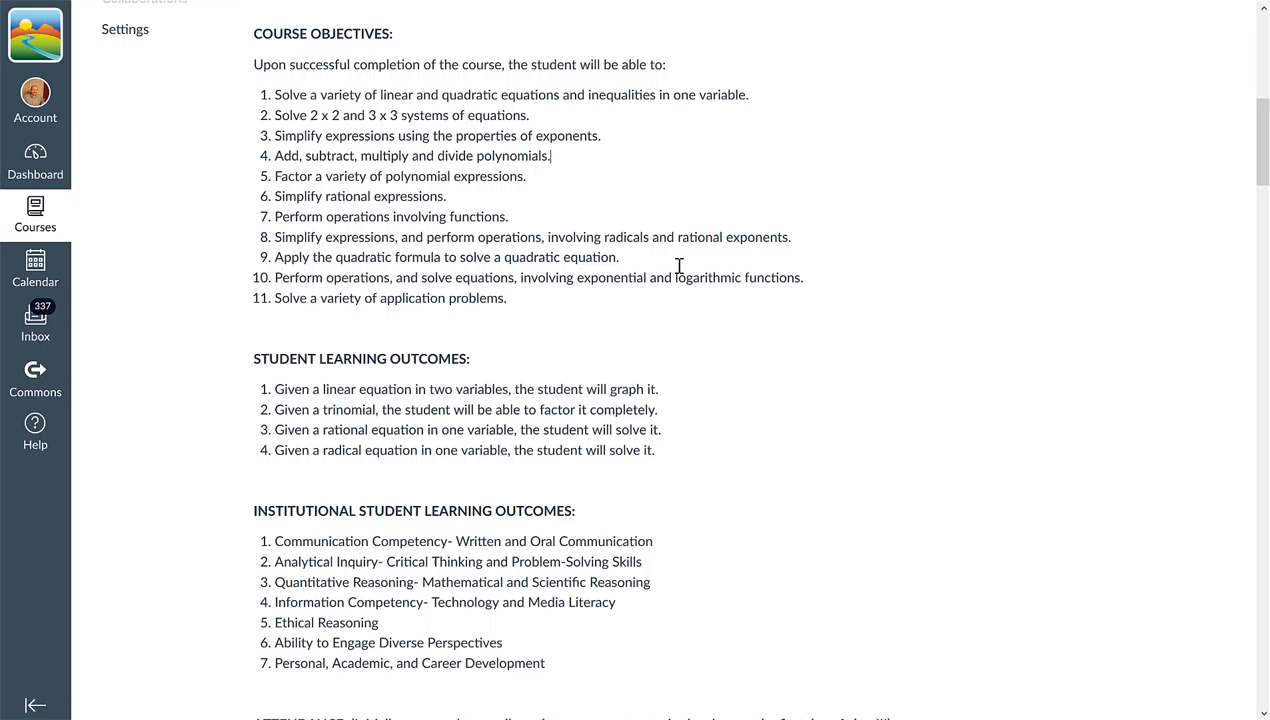 Collaborations
Settings
Account
Dashboard
Courses
Calendar
337
Inbox
Commons
Help
COURSE OBJECTIVES:
Upon successful completion of the course, the student will be able to:
1. Solve a variety of linear and quadratic equations and inequalities in one variable.
2. Solve 2 x 2 and 3 x 3 systems of equations.
3. Simplify expressions using the properties of exponents.
4. Add, subtract, multiply and divide polynomials.
5. Factor a variety of polynomial expressions.
6. Simplify rational expressions.
7. Perform operations involving functions.
8. Simplify expressions, and perform operations, involving radicals and rational exponents.
9. Apply the quadratic formula to solve a quadratic equation.
10. Perform operations, and solve equations, involving exponential and logarithmic functions.
11. Solve a variety of application problems.
STUDENT LEARNING OUTCOMES:
1. Given a linear equation in two variables, the student will graph it.
2. Given a trinomial, the student will be able to factor it completely.
3. Given a rational equation in one variable, the student will solve it.
4. Given a radical equation in one variable, the student will solve it.
INSTITUTIONAL STUDENT LEARNING OUTCOMES:
1. Communication Competency- Written and Oral Communication
2. Analytical Inquiry- Critical Thinking and Problem-Solving Skills
3. Quantitative Reasoning- Mathematical and Scientific Reasoning
4. Information Competency- Technology and Media Literacy
5. Ethical Reasoning
6. Ability to Engage Diverse Perspectives
7. Personal, Academic, and Career Development